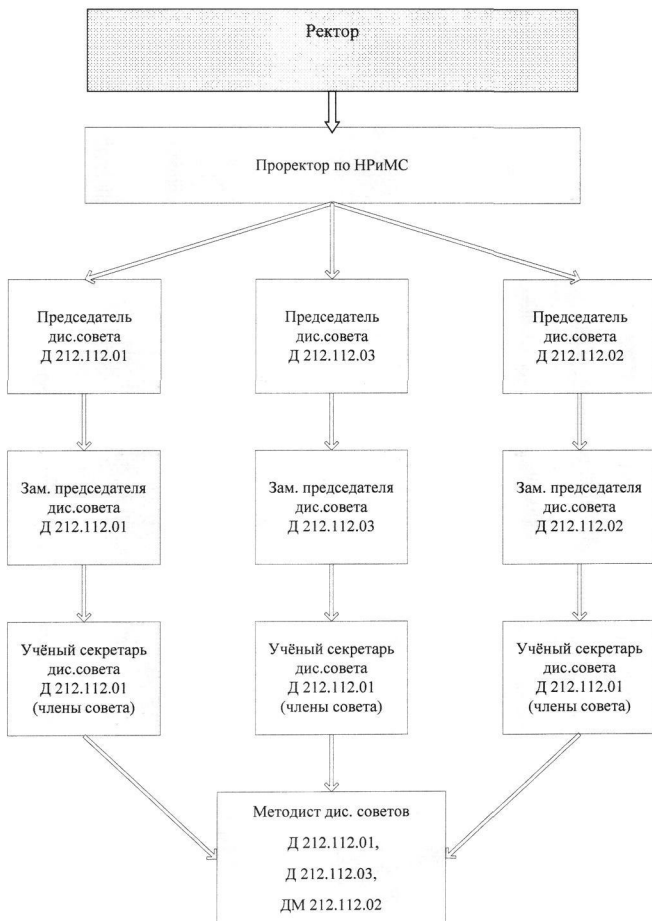 Ректор
Проректор по НРиМС
Председатель
дис.совета
Д 212.112.01
Председатель
дис.совета
Д 212.112.03
Председатель
дис.совета
Д 212.112.02
Зам. председателя
дис.совета
Д 212.112.01
Зам. председателя
дис.совета
Д 212.112.03
Зам. председателя
дис.совета
Д 212.112.02
Учёный секретарь
дис.совета
Д 212.112.01
(члены совета)
Учёный секретарь
дис.совета
Д 212.112.01
(члены совета)
Учёный секретарь
дис.совета
Д 212.112.01
(члены совета)
Методист дис. советов
Д 212.112.01,
Д 212.112.03,
ДМ 212.112.02